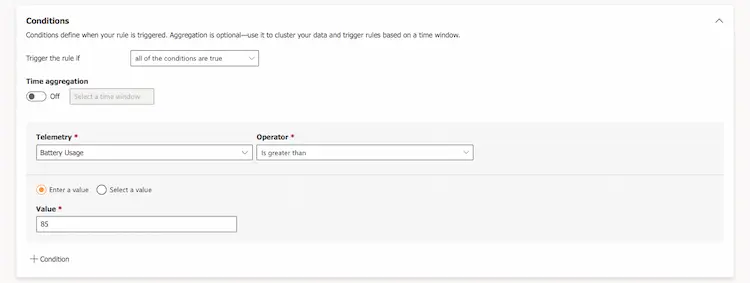 Conditions
Conditions define when your rule is triggered. Aggregation is optional—use it to cluster your data and trigger rules based on a time window.
Trigger the rule if all of the conditions are true
Time aggregation
Off Select a time window
Telemetry * Operator *
Battery Usage Is greater than
Enter a value Select a value
Value *
85
+ Condition